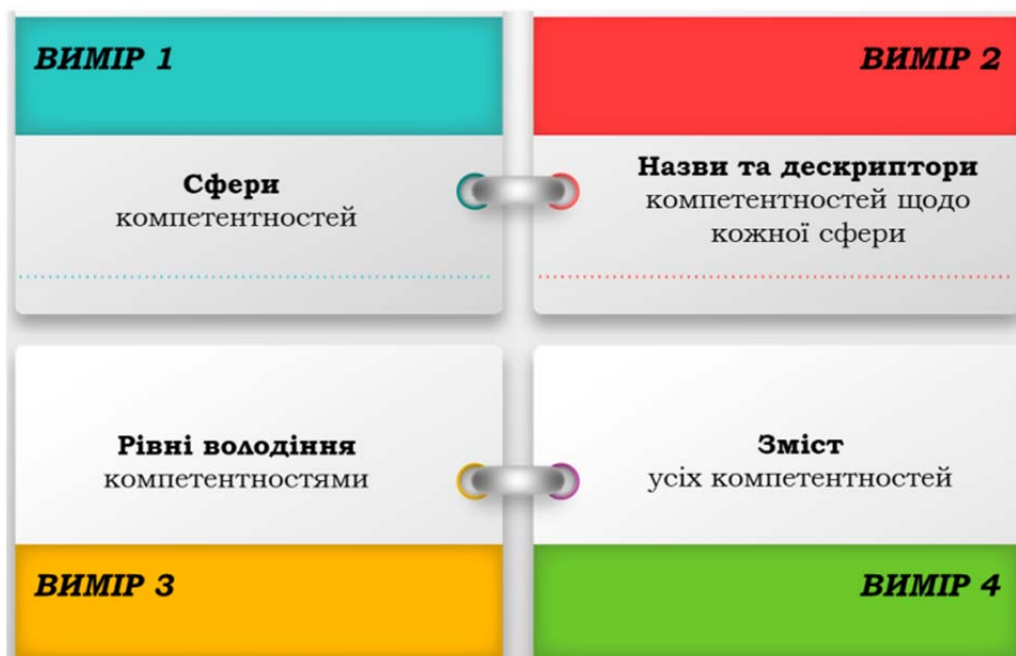 ВИМІР 1
Сфери
компетентностей
ВИМІР 2
Назви та дескриптори
компетентностей щодо
кожної сфери
Рівні володіння
компетентностями
ВИМІР 3
Зміст
усіх компетентностей
ВИМІР 4